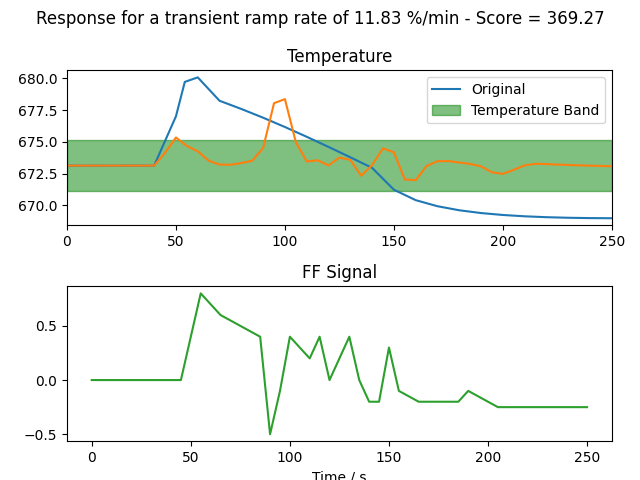 Response for a transient ramp rate of 11.83 %/min - Score = 369.27
Temperature
680.0
677.5
675.0
672.5
670.0
Original
Temperature Band
0 50 100 150 200 250
FF Signal
0.5
0.0
−0.5
0 50 100 150 200 250
Time / s